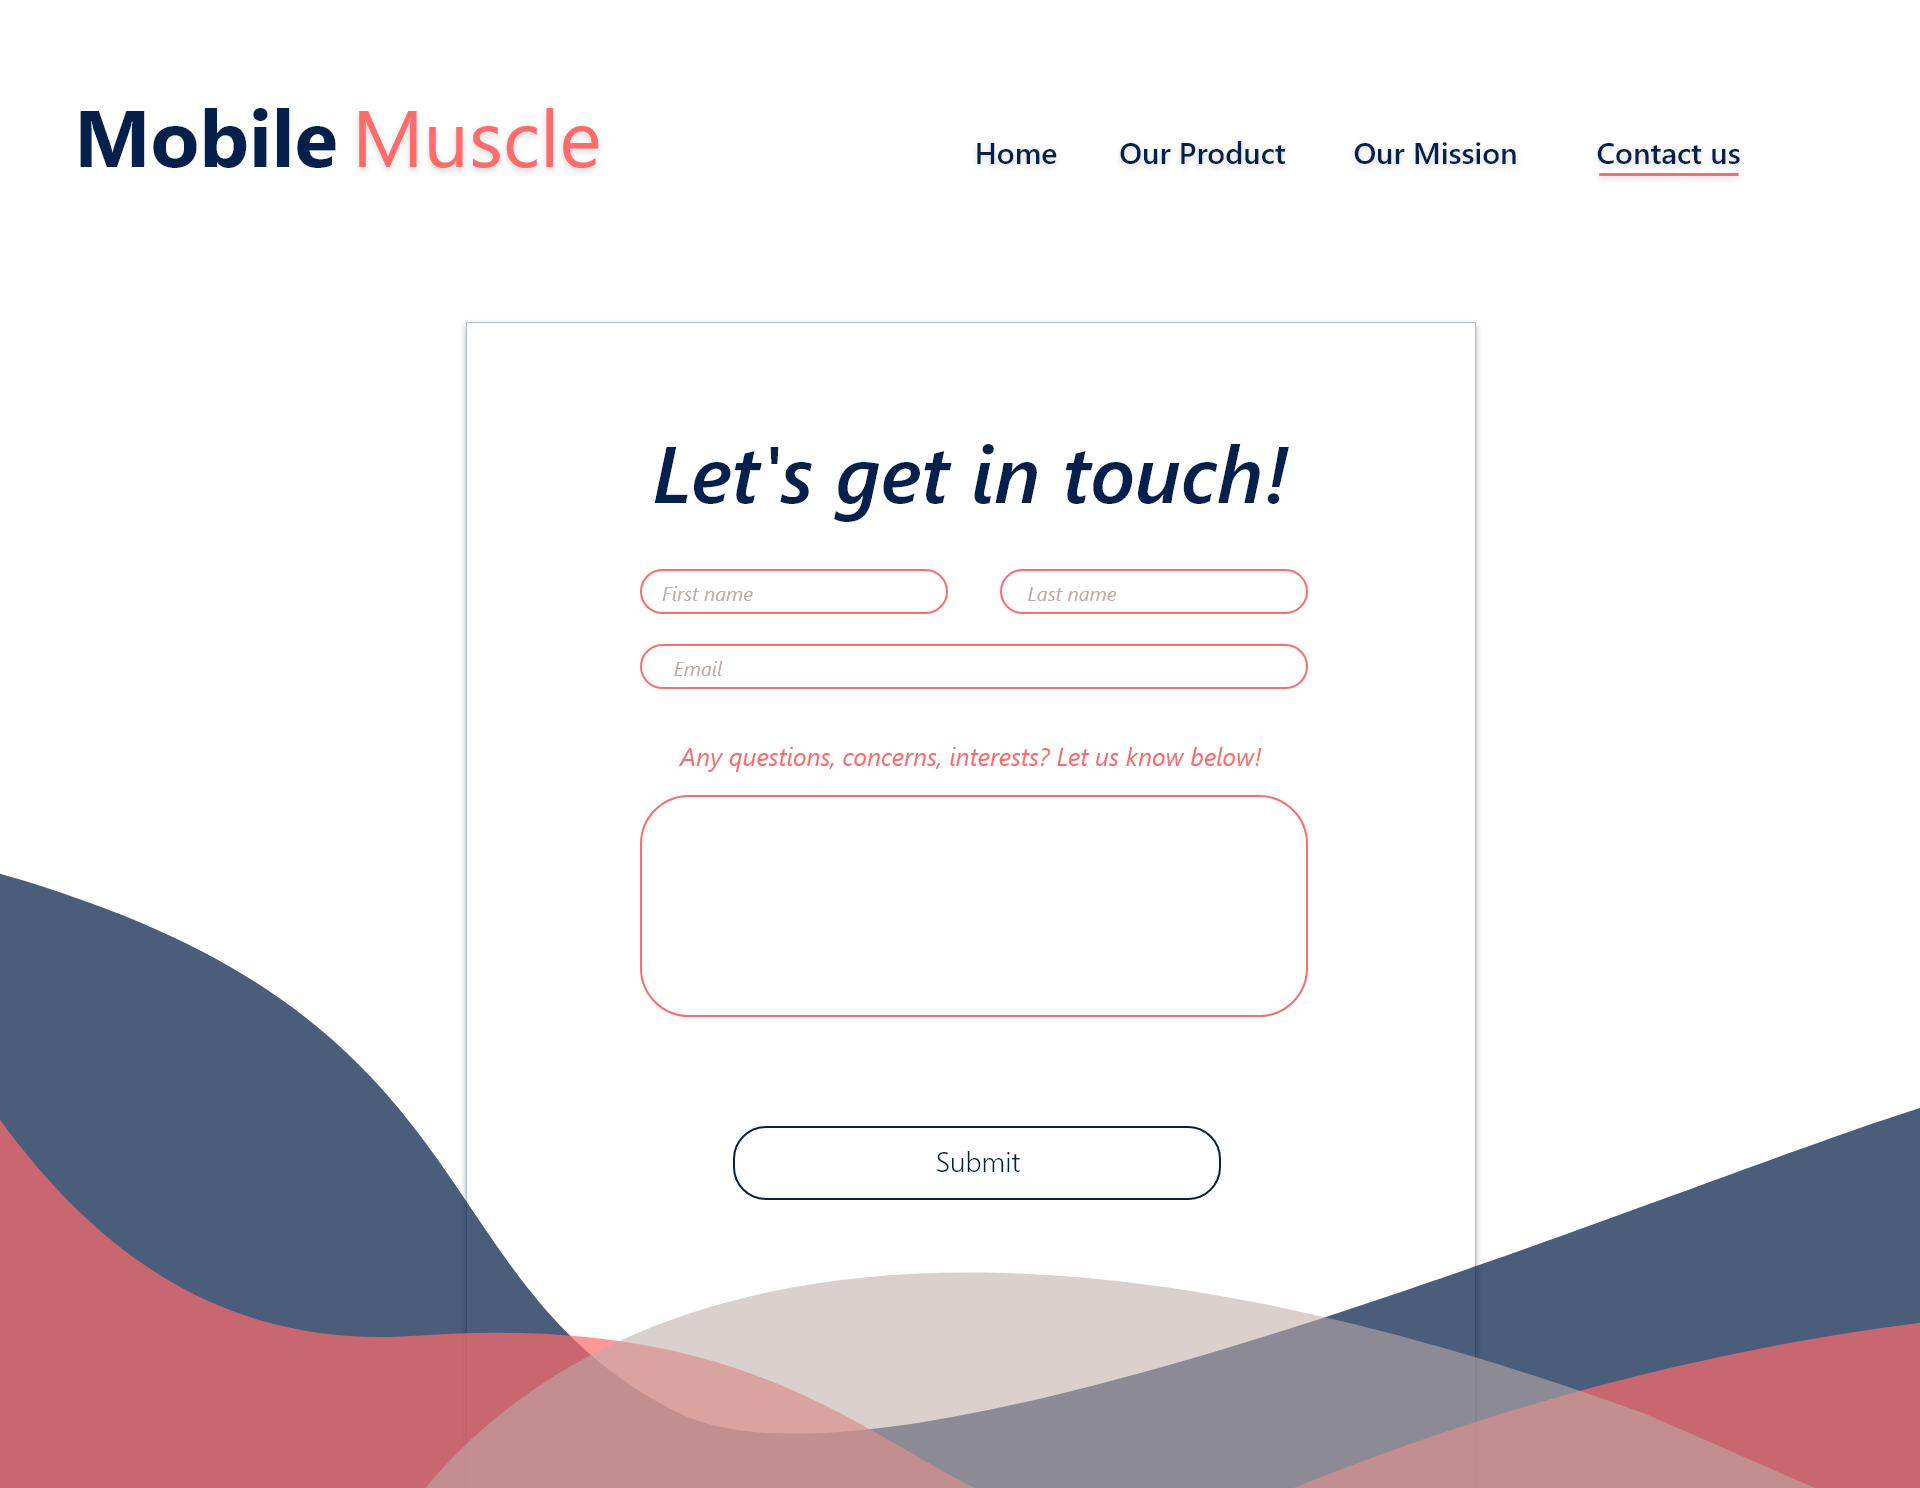 Mobile Muscle
Home Our Product Our Mission Contact us
Let's get in touch!
First name Last name
Email
Any questions, concerns, interests? Let us know below!
Submit